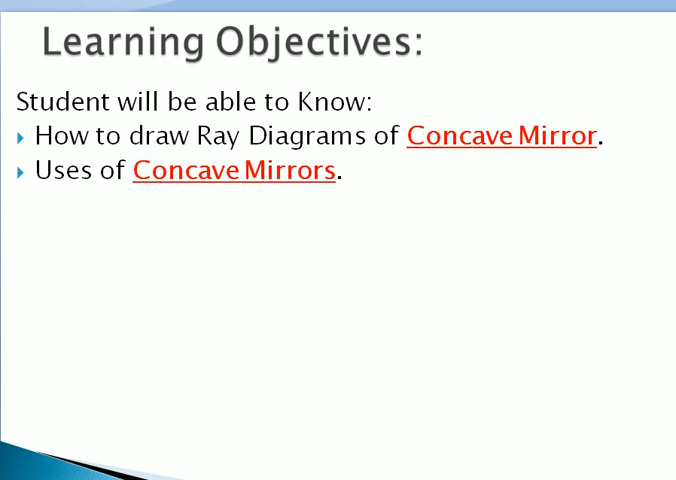 Learning Objectives:
Student will be able to Know:
How to draw Ray Diagrams of Concave Mirror.
Uses of Concave Mirrors.